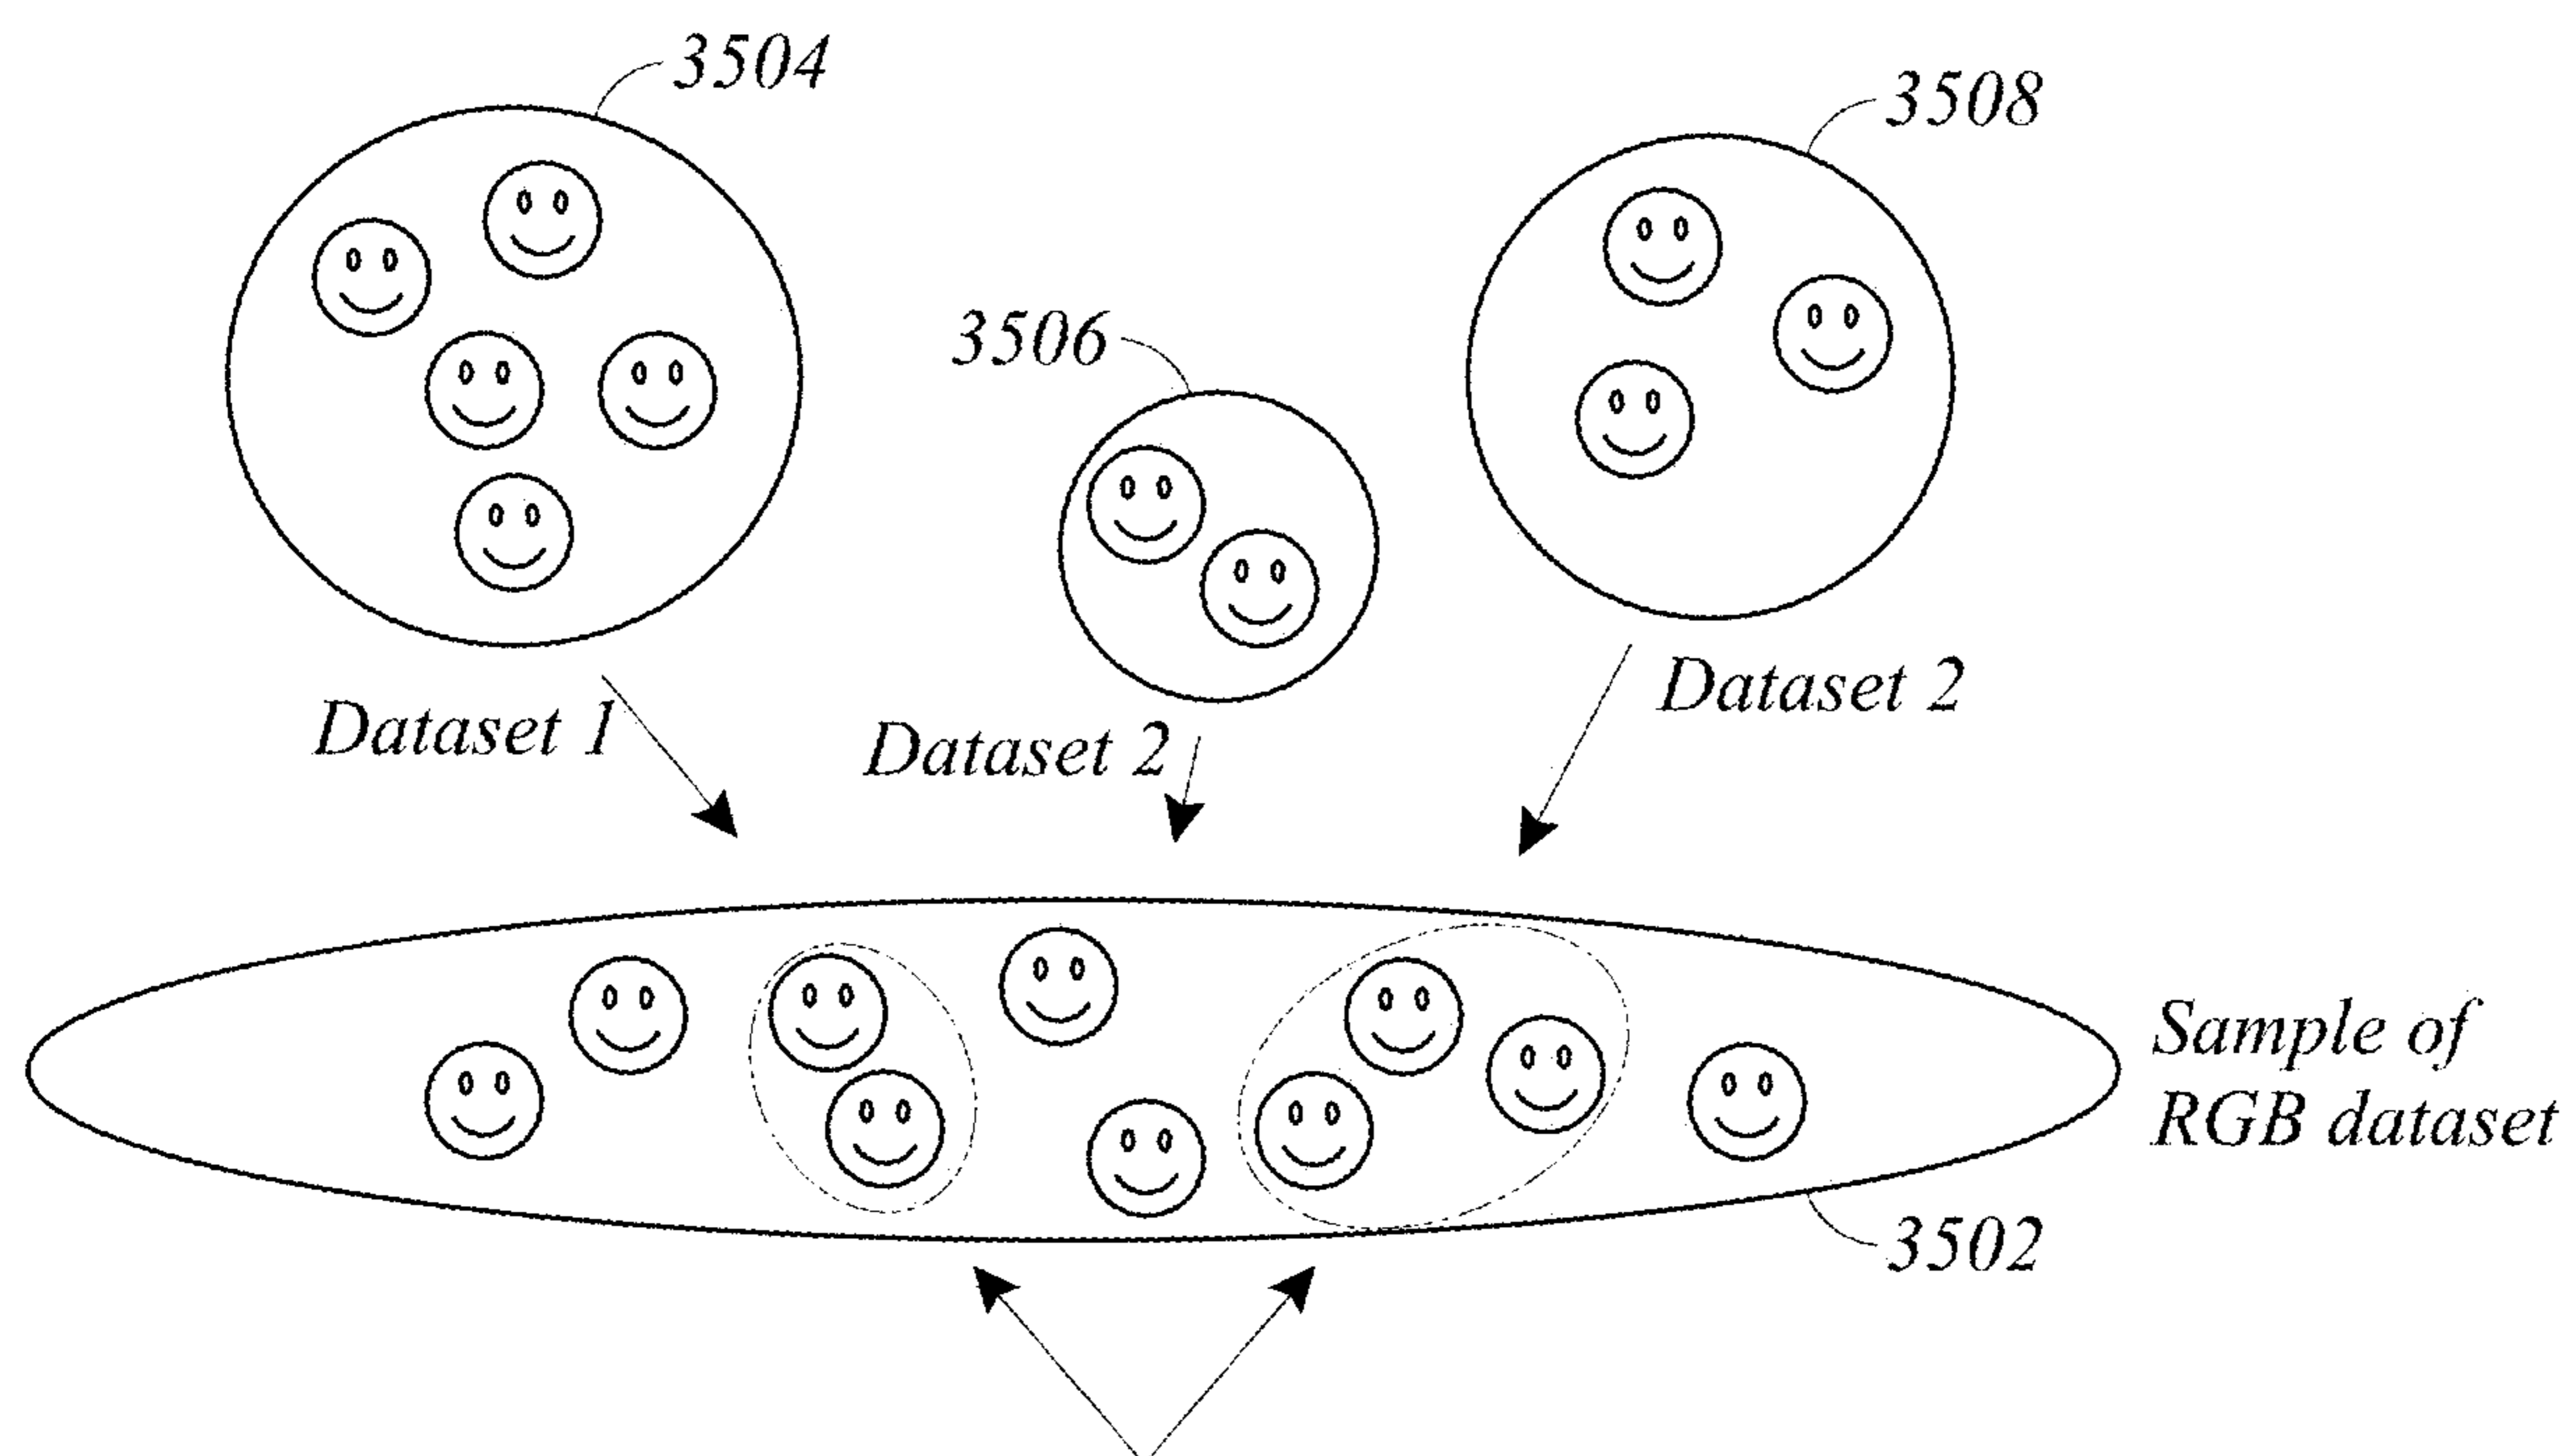 3504
3508
3506
Dataset 1
Dataset 2
Dataset 2
Sample of
RGB dataset
3502